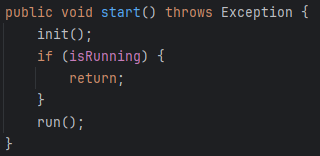 public void start() throws Exception {
    init();
    if (isRunning) {
        return;
    }
    run();
}